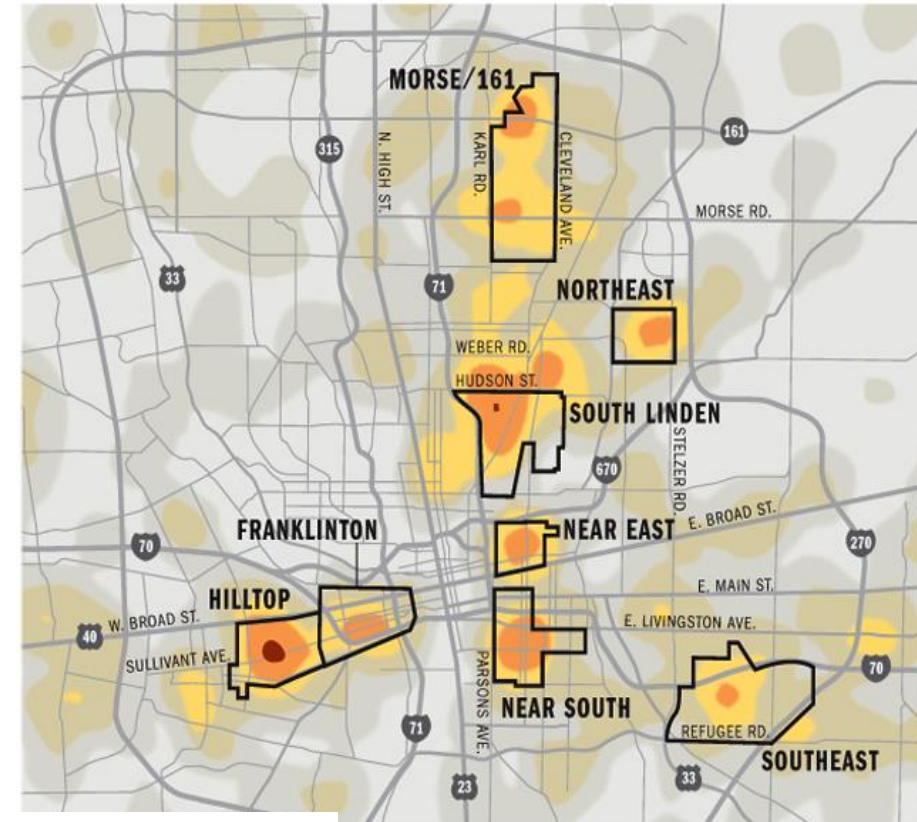 MORSE/161
161
315
N. HIGH ST.
KARL RD.
CLEVELAND AVE.
MORSE RD.
33
71
NORTHEAST
WEBER RD.
HUDSON ST.
SOUTH LINDEN
STELZER RD.
670
E. BROAD ST.
FRANKLINTON
NEAR EAST
70
270
E. MAIN ST.
HILLTOP
W. BROAD ST.
40
E. LIVINGSTON AVE.
SULLIVANT AVE.
70
PARSONS AVE.
NEAR SOUTH
71
REFUGEE RD.
SOUTHEAST
23
33